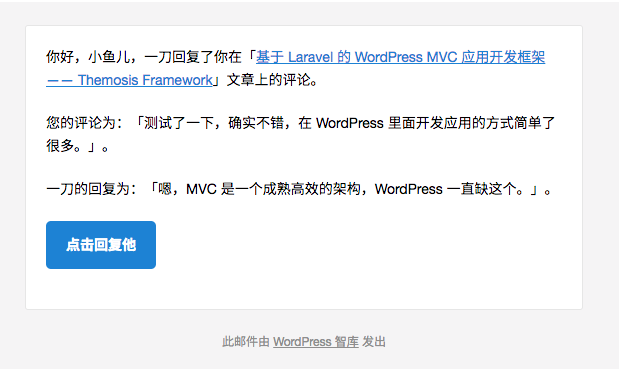 你好，小鱼儿，一刀回复了你在「基于 Laravel 的 WordPress MVC 应用开发框架
—— Themosis Framework」文章上的评论。
您的评论为：「测试了一下，确实不错，在 WordPress 里面开发应用的方式简单了
很多。」。
一刀的回复为：「嗯，MVC 是一个成熟高效的架构，WordPress 一直缺这个。」。
点击回复他
此邮件由 WordPress 智库 发出